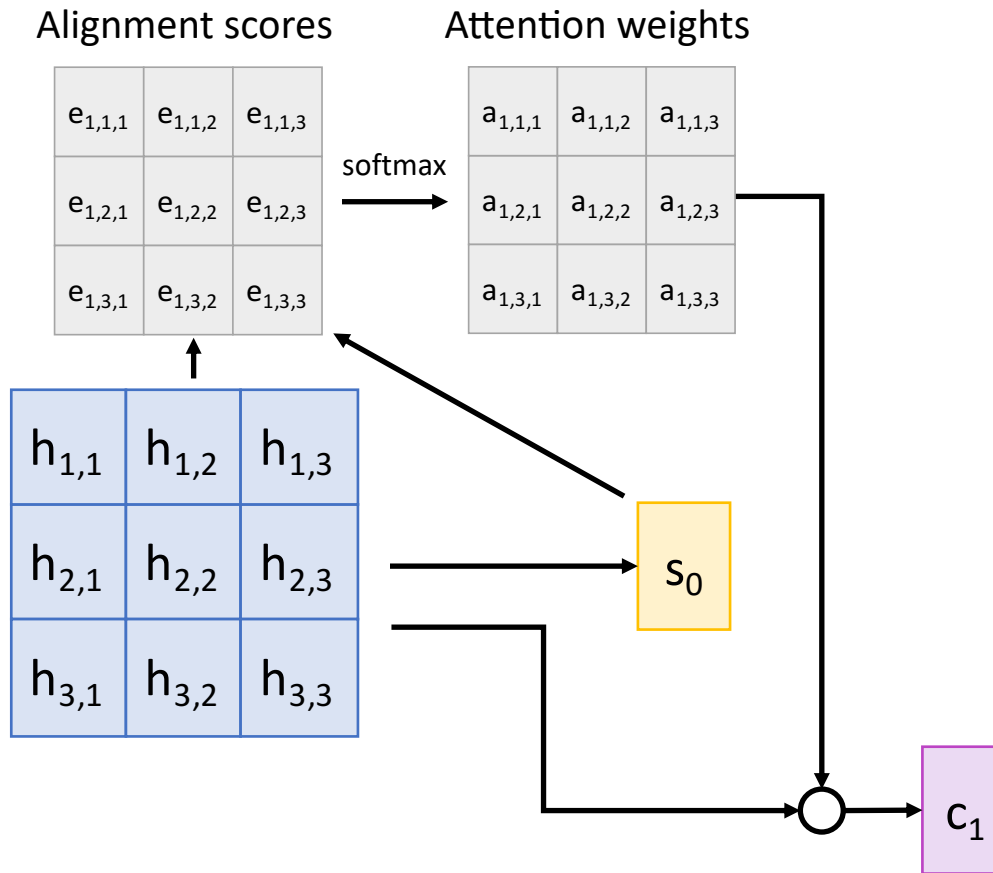 Alignment scores
Attention weights
e1,1,1 e1,1,2 e1,1,3
e1,2,1 e1,2,2 e1,2,3
e1,3,1 e1,3,2 e1,3,3
softmax
a1,1,1 a1,1,2 a1,1,3
a1,2,1 a1,2,2 a1,2,3
a1,3,1 a1,3,2 a1,3,3
h1,1 h1,2 h1,3
h2,1 h2,2 h2,3
h3,1 h3,2 h3,3
s0
c1